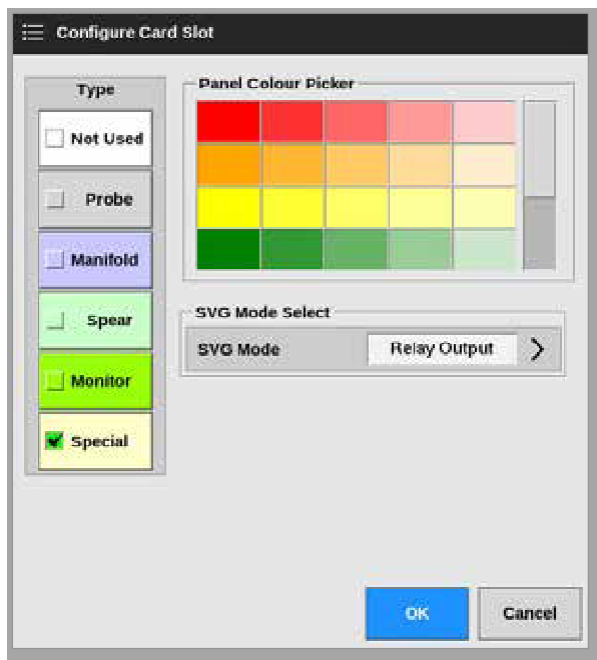 Configure Card Slot
Type
Not Used
Probe
Manifold
Spear
Monitor
Special
Panel Colour Picker
SVG Mode Select
SVG Mode
Relay Output
OK
Cancel